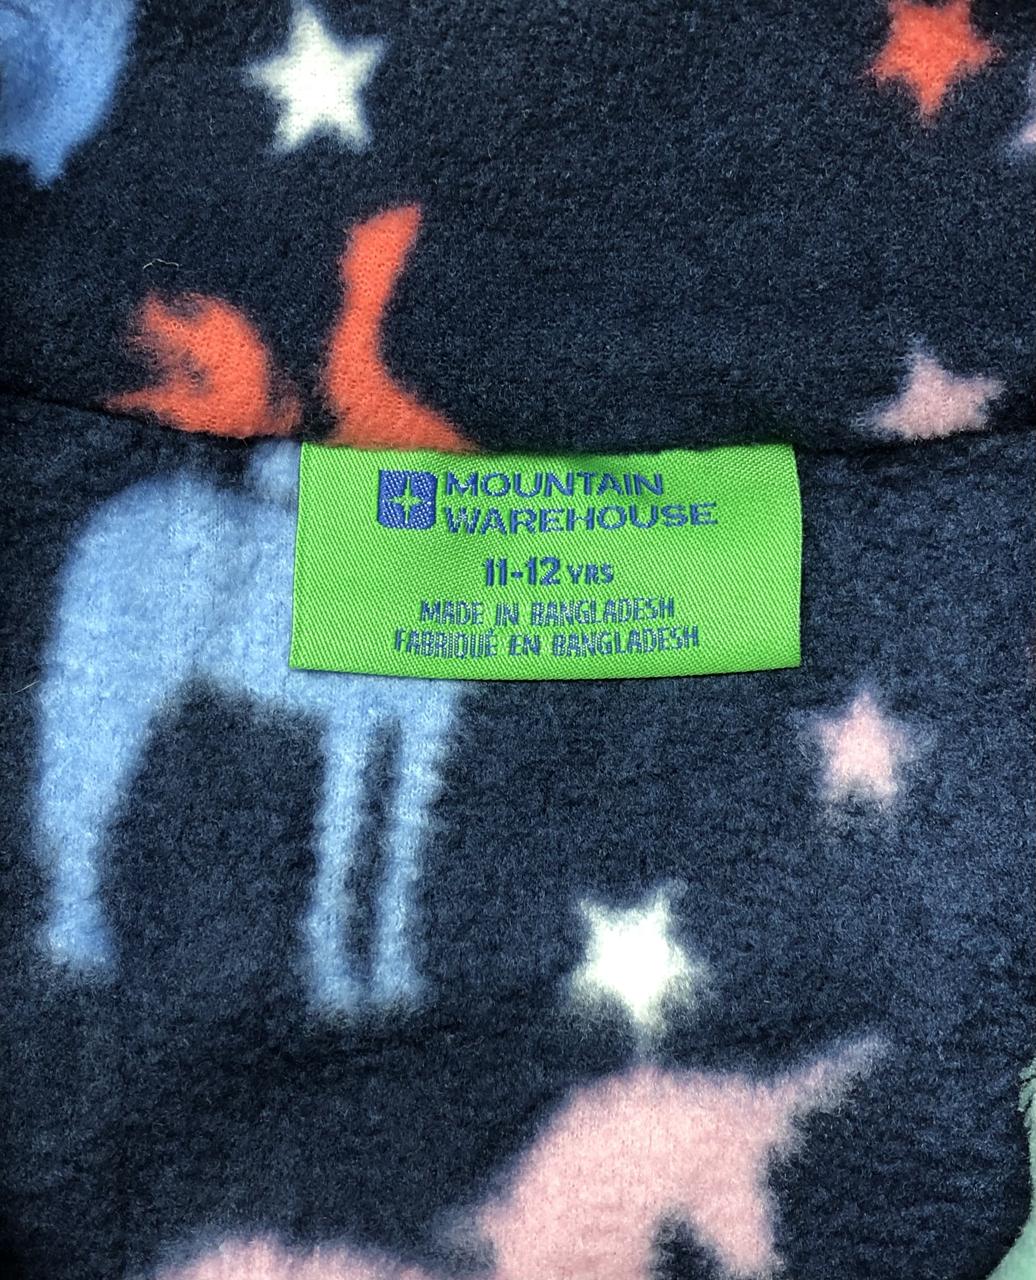 MOUNTAIN
WAREHOUSE
11-12 YRS
MADE IN BANGLADESH
FABRIQUÉ EN BANGLADESH